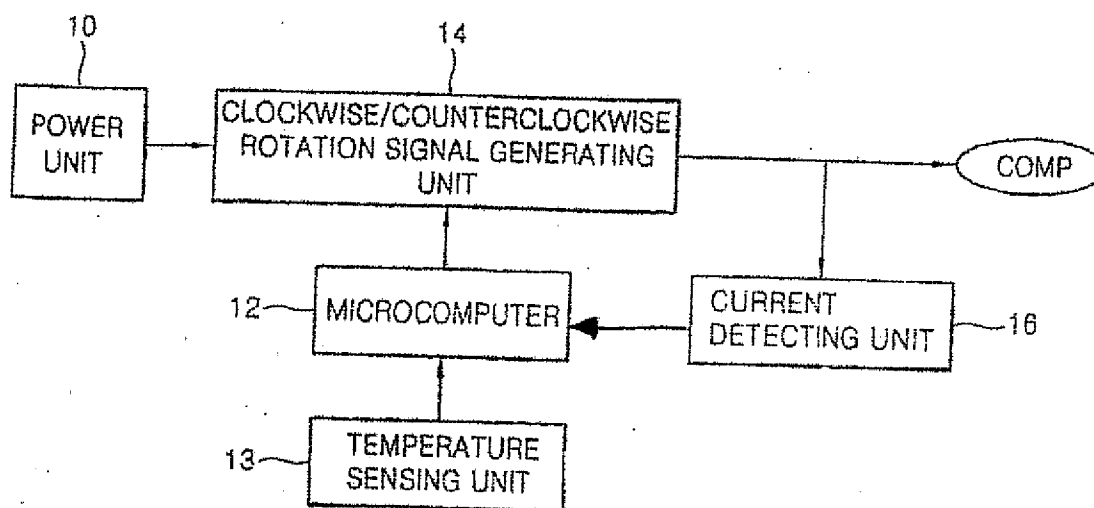 10
14
POWER
UNIT
CLOCKWISE/COUNTERCLOCKWISE
ROTATION SIGNAL GENERATING
UNIT
COMP
12
MICROCOMPUTER
CURRENT
DETECTING UNIT
16
13
TEMPERATURE
SENSING UNIT